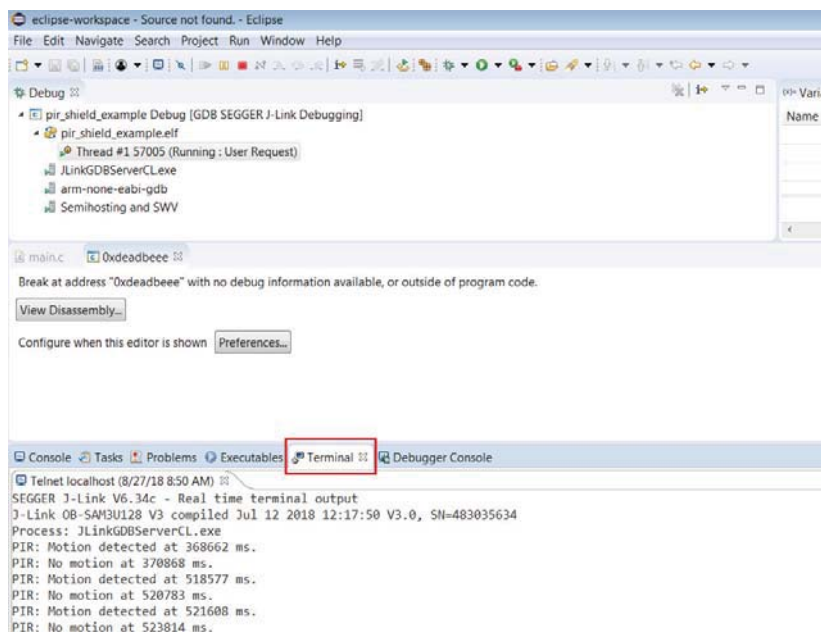 eclipse-workspace - Source not found. - Eclipse
File Edit Navigate Search Project Run Window Help
Debug
pir_shield_example Debug [GDB SEGGER J-Link Debugging]
pir_shield_example.elf
Thread #1 57005 (Running : User Request)
JLinkGDBServerCL.exe
arm-none-eabi-gdb
Semihosting and SWV
(x)= Vari
Name
main.c 0xdeadbeee
Break at address "0xdeadbeee" with no debug information available, or outside of program code.
View Disassembly...
Configure when this editor is shown Preferences...
Console Tasks Problems Executables Terminal Debugger Console
Telnet localhost (8/27/18 8:50 AM)
SEGGER J-Link V6.34c - Real time terminal output
J-Link OB-SAM3U128 V3 compiled Jul 12 2018 12:17:50 V3.0, SN=483035634
Process: JLinkGDBServerCL.exe
PIR: Motion detected at 368662 ms.
PIR: No motion at 370868 ms.
PIR: Motion detected at 518577 ms.
PIR: No motion at 520783 ms.
PIR: Motion detected at 521608 ms.
PIR: No motion at 523814 ms.